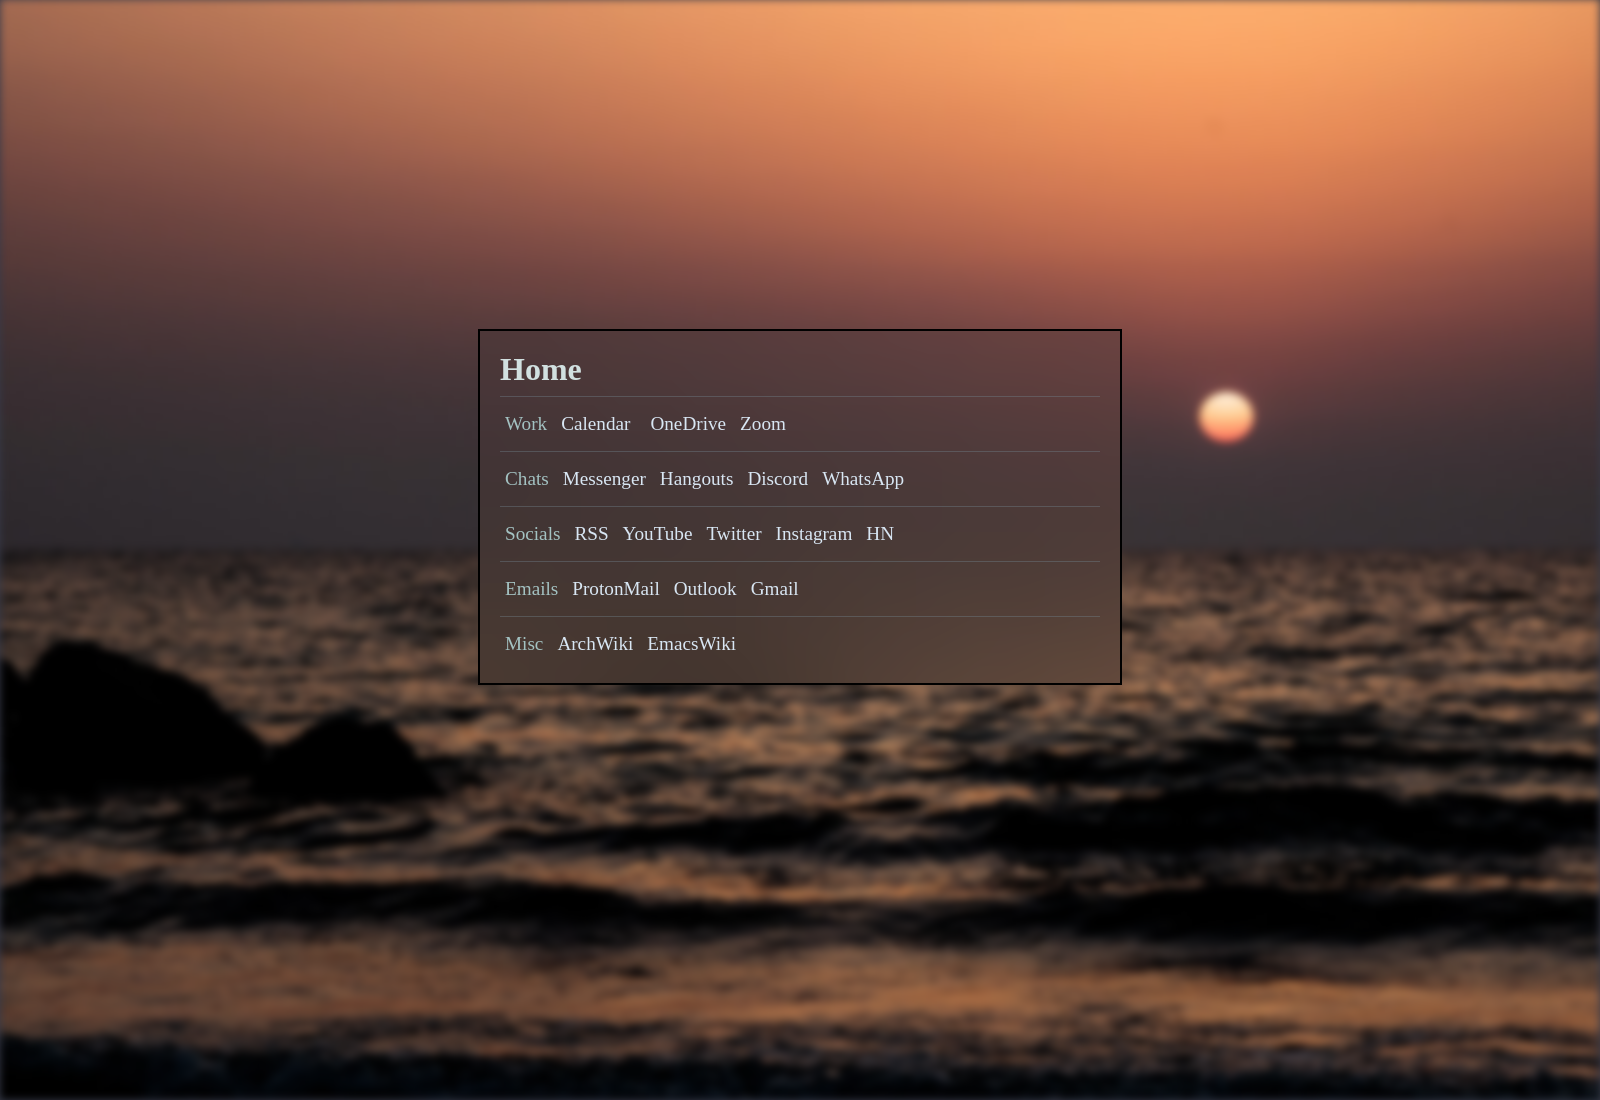 Home
Work Calendar OneDrive Zoom
Chats Messenger Hangouts Discord WhatsApp
Socials RSS YouTube Twitter Instagram HN
Emails ProtonMail Outlook Gmail
Misc ArchWiki EmacsWiki